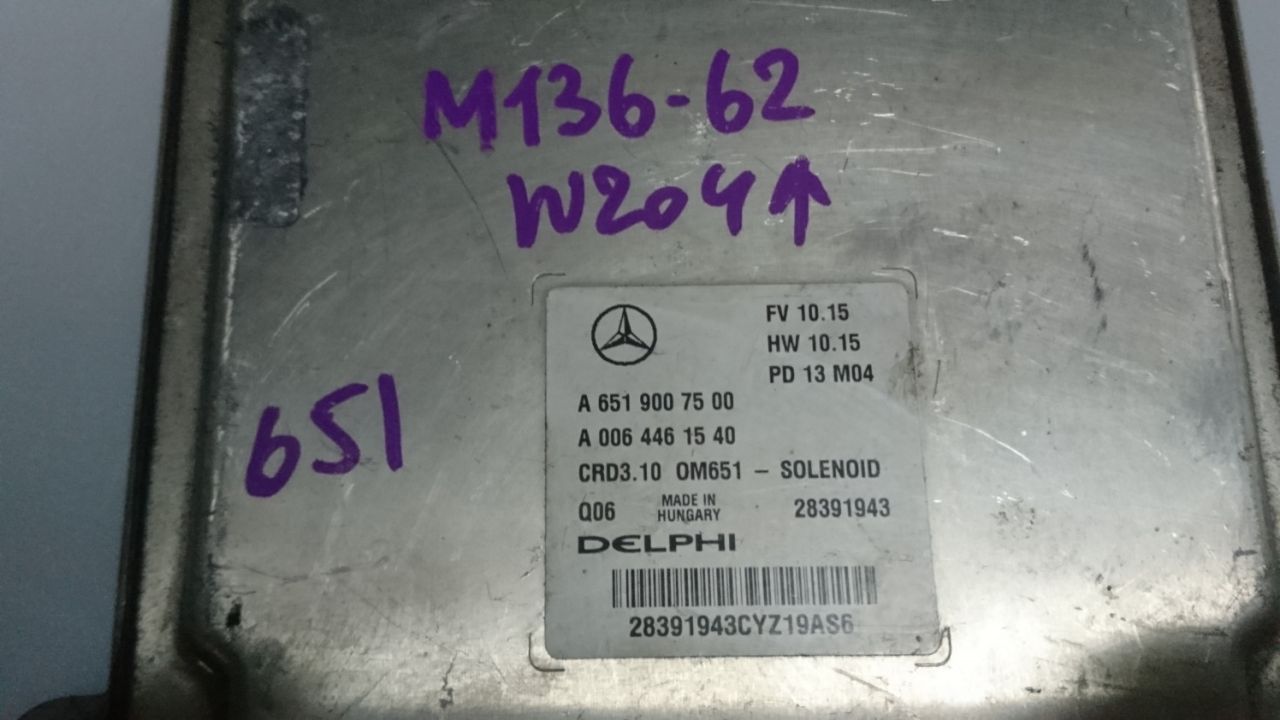 M136-62
W204↑
651
FV 10.15
HW 10.15
PD 13 M04
A 651 900 75 00
A 006 446 15 40
CRD3.10 OM651 – SOLENOID
Q06 MADE IN HUNGARY 28391943
DELPHI
28391943CYZ19AS6